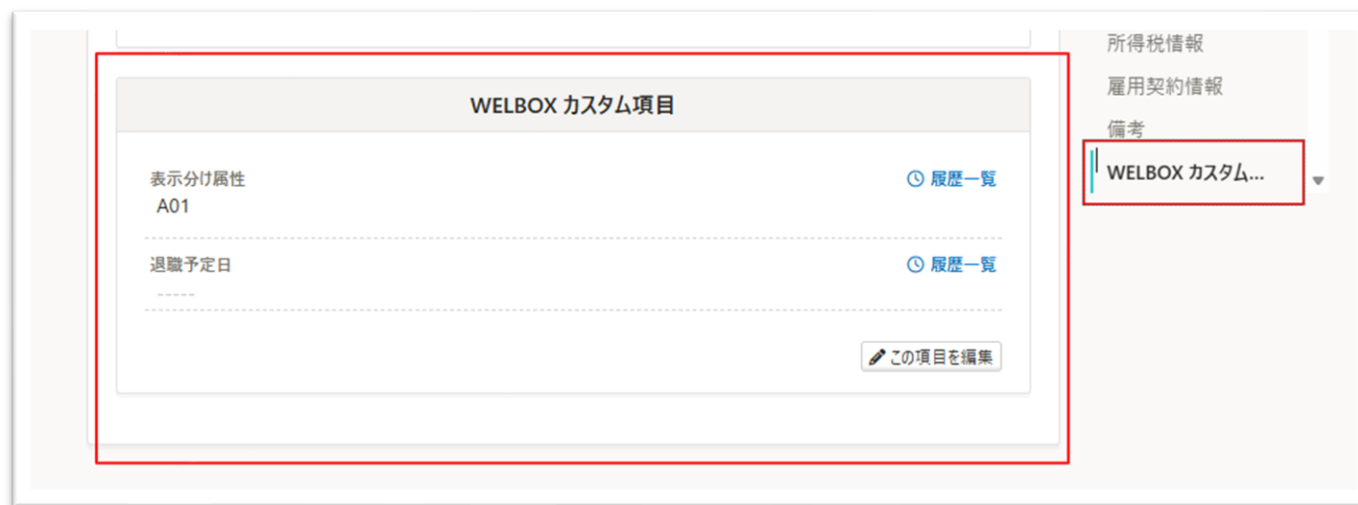 WELBOX カスタム項目
表示分け属性
履歴一覧
A01
退職予定日
履歴一覧
-----
この項目を編集
所得税情報
雇用契約情報
備考
WELBOX カスタム...